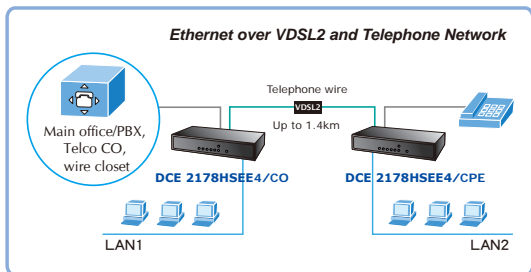 Ethernet over VDSL2 and Telephone Network
Telephone wire
VDSL2
Up to 1.4km
Main office/PBX,
Telco CO,
wire closet
DCE 2178HSEE4/CO
DCE 2178HSEE4/CPE
LAN1
LAN2